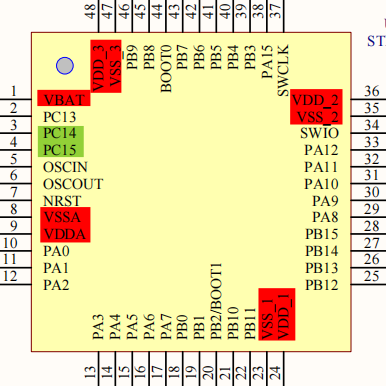 48 47 46 45 44 43 42 41 40 39 38 37
VDD_3 VSS_3 PB9 PB8 BOOT0 PB7 PB6 PB5 PB4 PB3 PA15 SWCLK
ST
1 VBAT
2 PC13
3 PC14
4 PC15
5 OSCIN
6 OSCOUT
7 NRST
8 VSSA
9 VDDA
10 PA0
11 PA1
12 PA2
VDD_2 36
VSS_2 35
SWIO 34
PA12 33
PA11 32
PA10 31
PA9 30
PA8 29
PB15 28
PB14 27
PB13 26
PB12 25
PA3 PA4 PA5 PA6 PA7 PB0 PB1 PB2/BOOT1 PB10 PB11 VSS_1 VDD_1
13 14 15 16 17 18 19 20 21 22 23 24